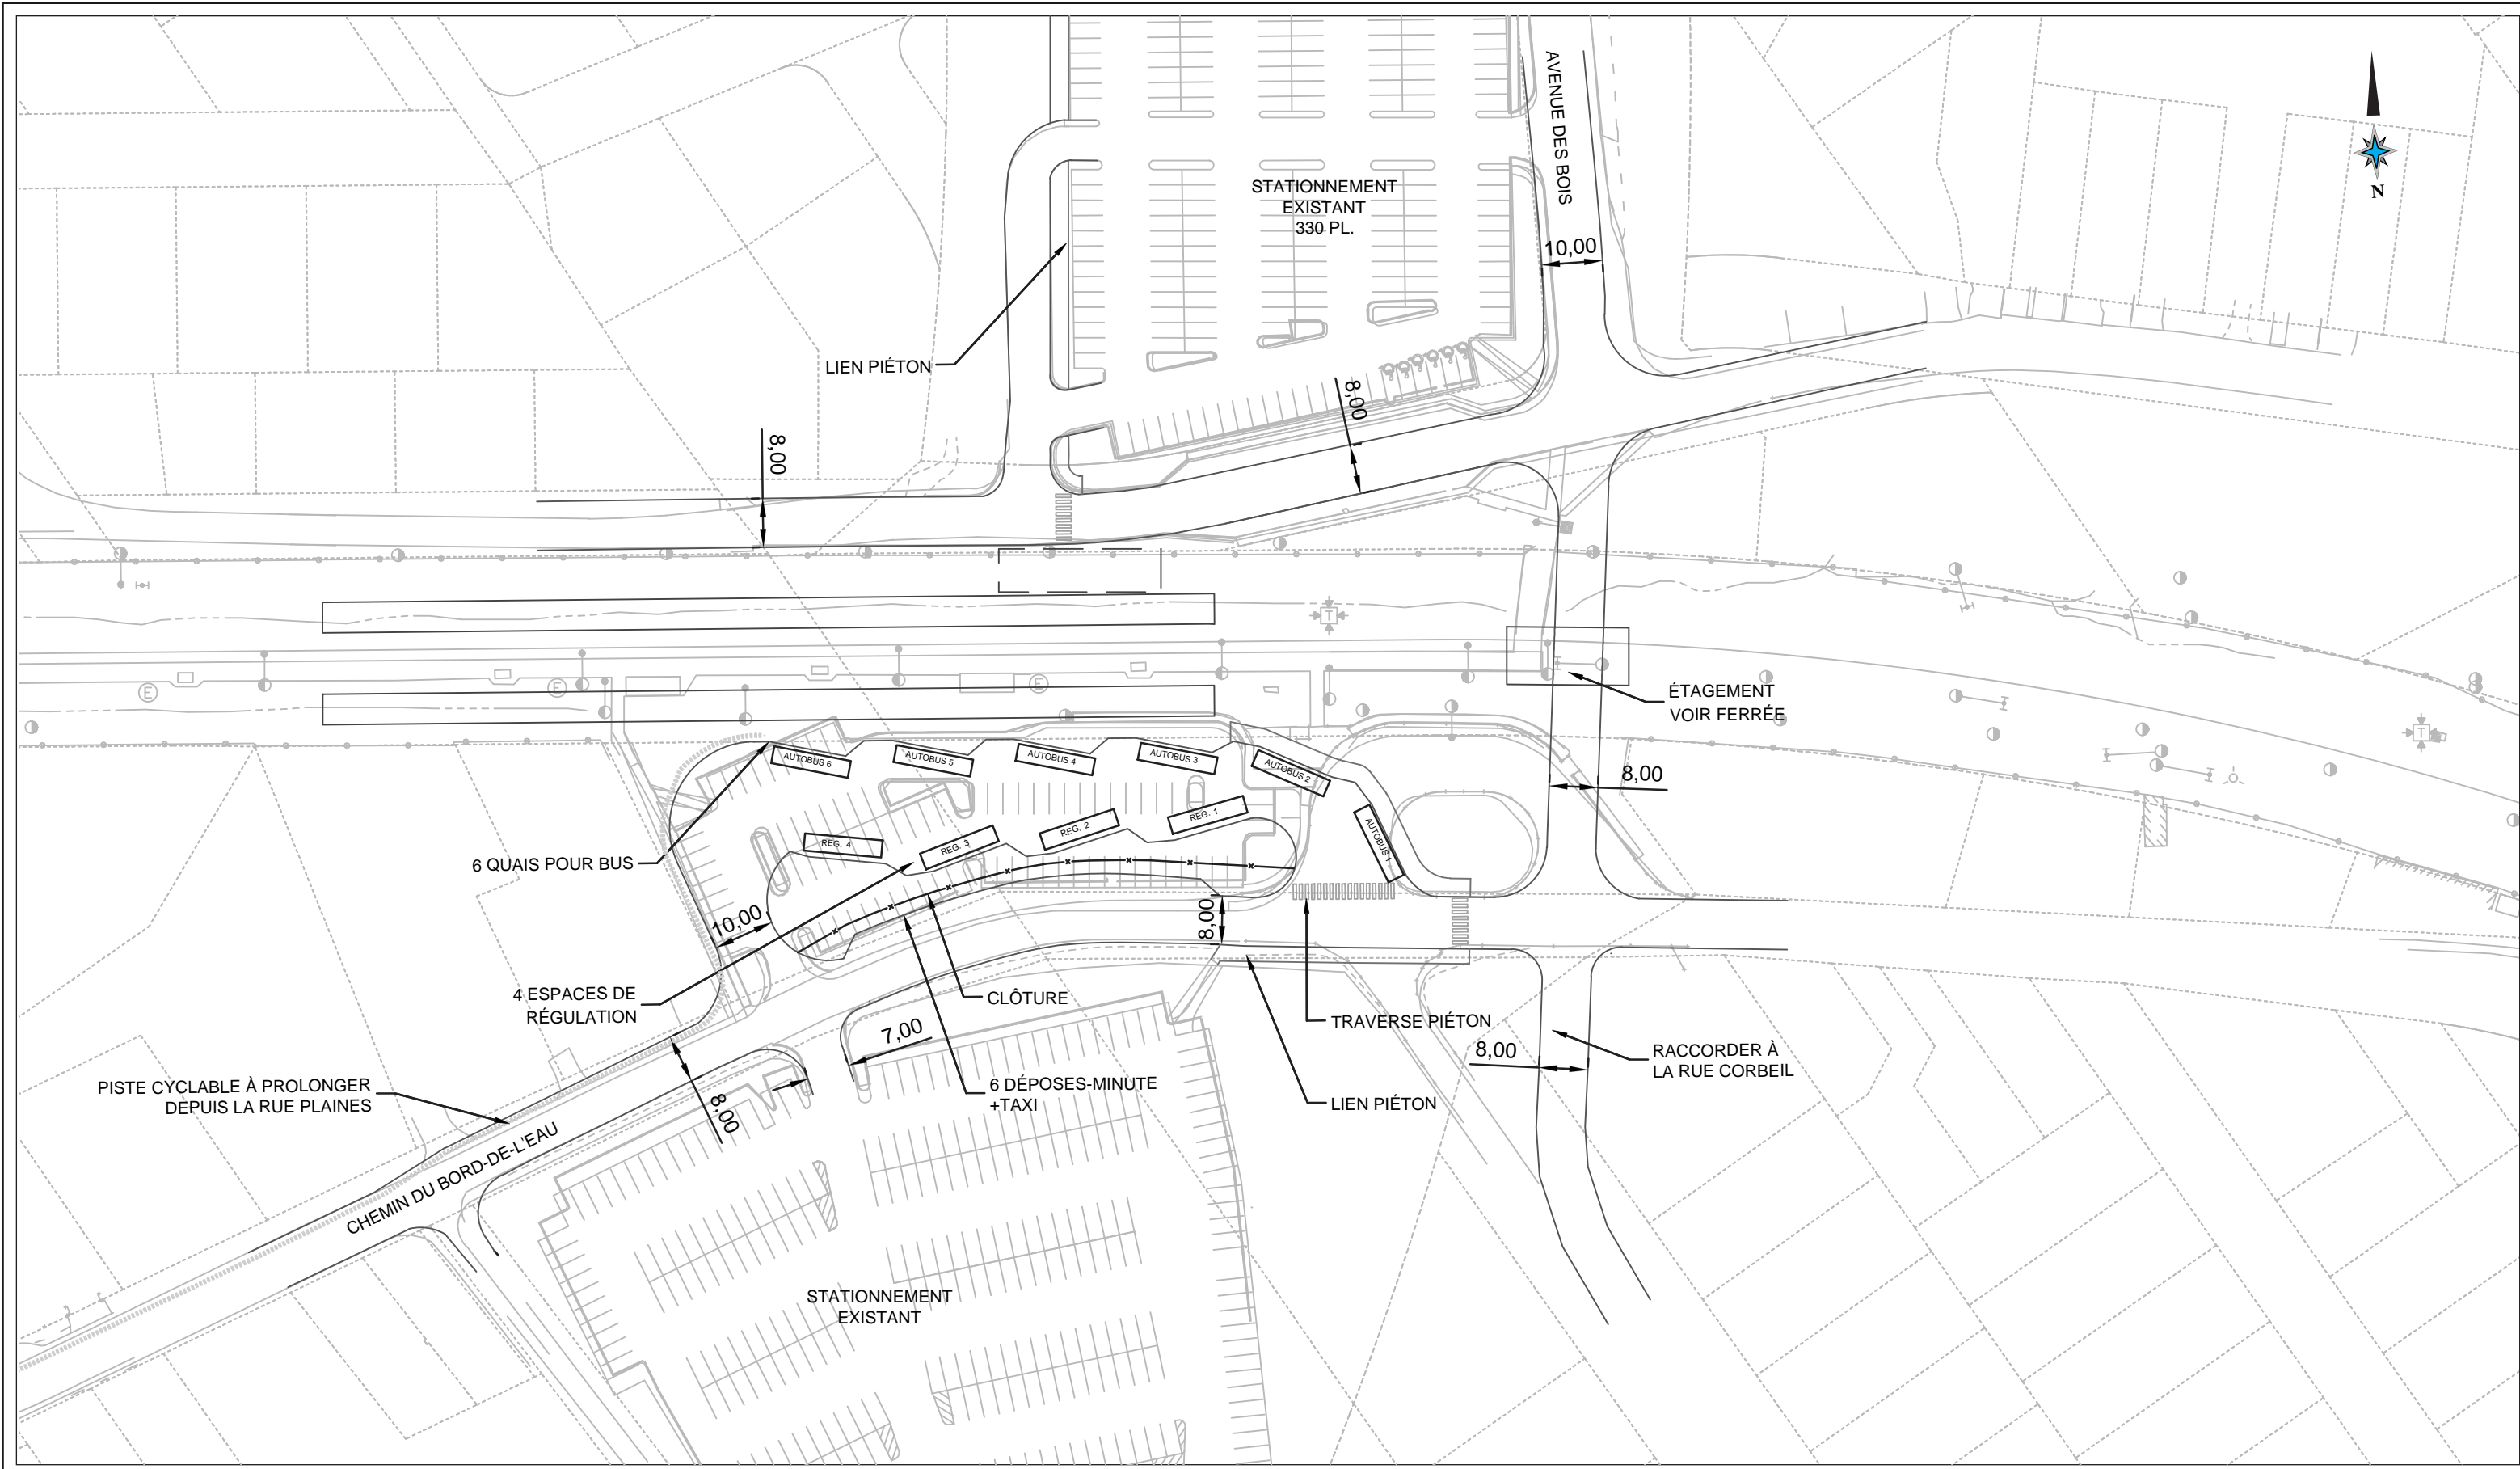 AVENUE DES BOIS
N
STATIONNEMENT
EXISTANT
330 PL.
10,00
LIEN PIÉTON
8,00
8,00
T
E
E
E
ÉTAGEMENT
VOIR FERRÉE
T
AUTOBUS 6
AUTOBUS 5
AUTOBUS 4
AUTOBUS 3
AUTOBUS 2
AUTOBUS 1
8,00
REG. 4
REG. 3
REG. 2
REG. 1
6 QUAIS POUR BUS
10,00
8,00
4 ESPACES DE
RÉGULATION
CLÔTURE
TRAVERSE PIÉTON
7,00
8,00
RACCORDER À
LA RUE CORBEIL
PISTE CYCLABLE À PROLONGER
DEPUIS LA RUE PLAINES
8,00
6 DÉPOSES-MINUTE
+TAXI
LIEN PIÉTON
CHEMIN DU BORD-DE-L'EAU
STATIONNEMENT
EXISTANT